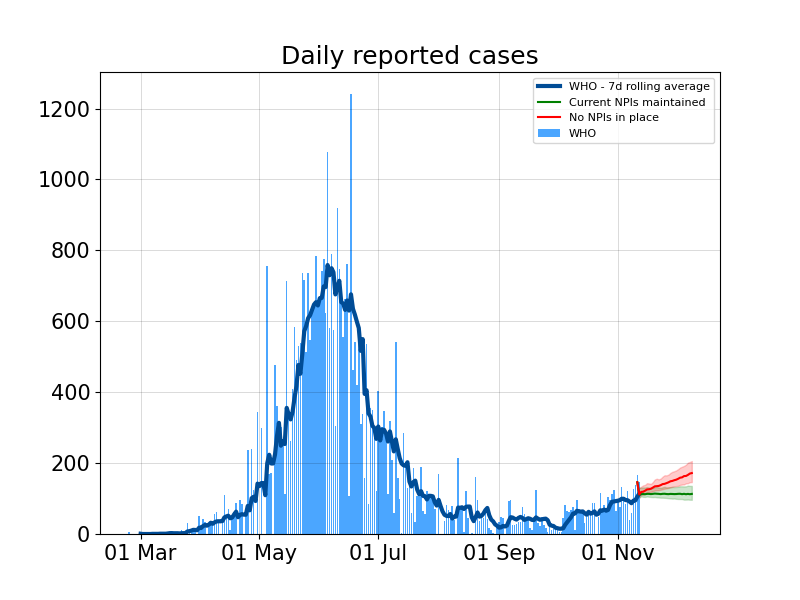 Daily reported cases
WHO - 7d rolling average
Current NPIs maintained
No NPIs in place
WHO
1200
1000
800
600
400
200
0
01 Mar
01 May
01 Jul
01 Sep
01 Nov